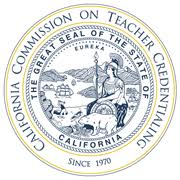 CALIFORNIA COMMISSION ON TEACHER CREDENTIALING
THE GREAT SEAL OF THE STATE OF
EUREKA
CALIFORNIA
SINCE 1970